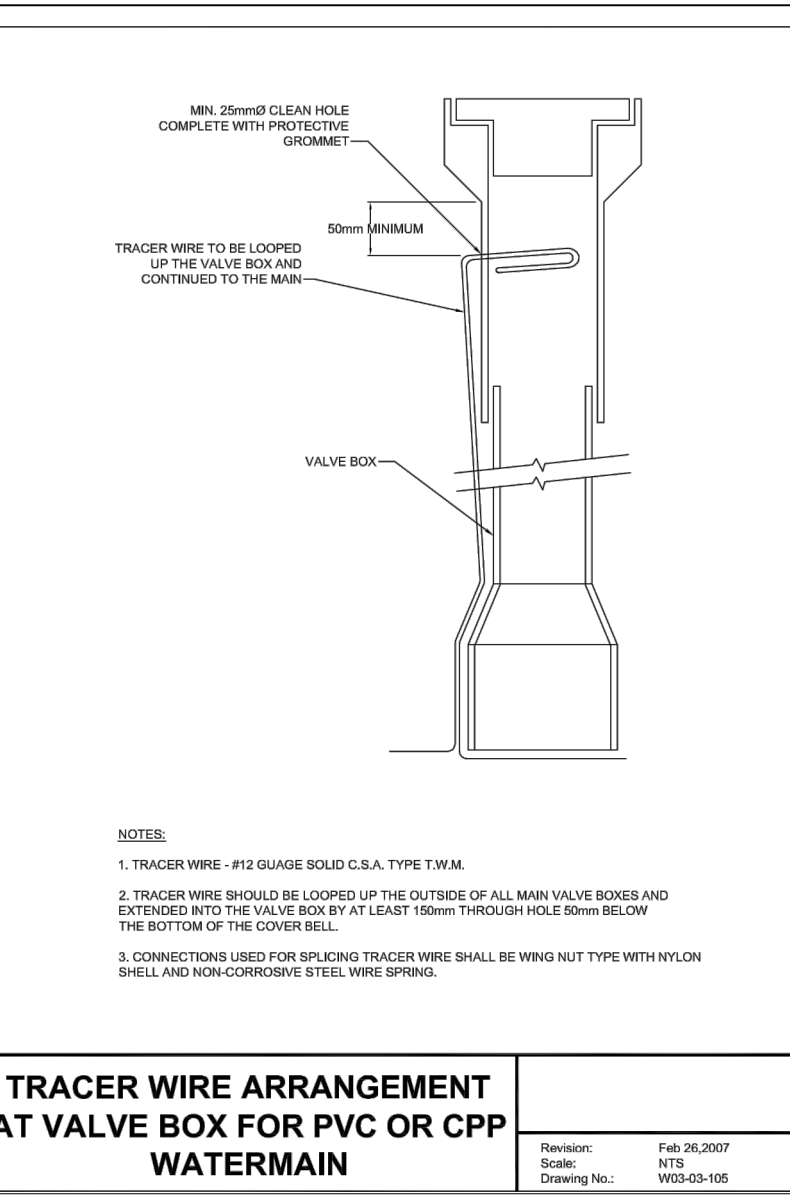 MIN. 25mmØ CLEAN HOLE
COMPLETE WITH PROTECTIVE
GROMMET
50mm MINIMUM
TRACER WIRE TO BE LOOPED
UP THE VALVE BOX AND
CONTINUED TO THE MAIN
VALVE BOX
NOTES:
1. TRACER WIRE - #12 GUAGE SOLID C.S.A. TYPE T.W.M.
2. TRACER WIRE SHOULD BE LOOPED UP THE OUTSIDE OF ALL MAIN VALVE BOXES AND
EXTENDED INTO THE VALVE BOX BY AT LEAST 150mm THROUGH HOLE 50mm BELOW
THE BOTTOM OF THE COVER BELL.
3. CONNECTIONS USED FOR SPLICING TRACER WIRE SHALL BE WING NUT TYPE WITH NYLON
SHELL AND NON-CORROSIVE STEEL WIRE SPRING.
TRACER WIRE ARRANGEMENT
AT VALVE BOX FOR PVC OR CPP
WATERMAIN
Revision: Feb 26,2007
Scale: NTS
Drawing No.: W03-03-105